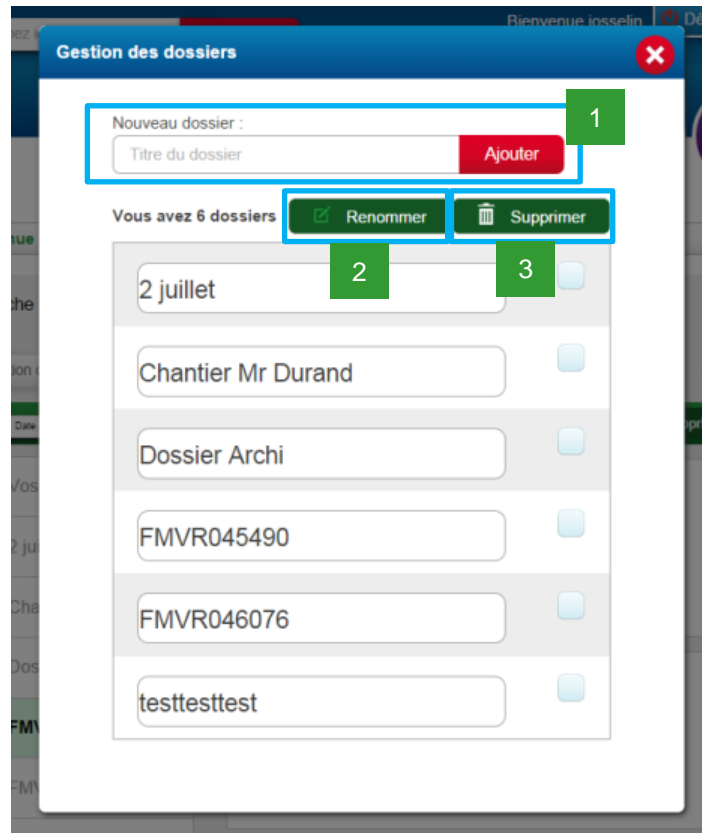 Bienvenue josselin
Gestion des dossiers
1
Nouveau dossier :
Titre du dossier Ajouter
Vous avez 6 dossiers Renommer Supprimer
2 3
2 juillet
Chantier Mr Durand
Dossier Archi
FMVR045490
FMVR046076
testtesttest
Date